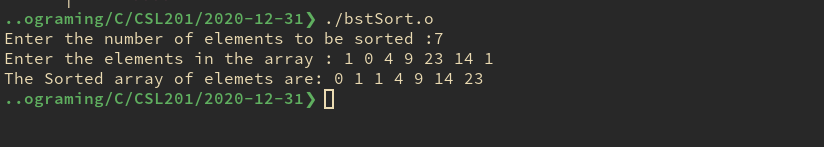 ..ograming/C/CSL201/2020-12-31❯ ./bstSort.o
Enter the number of elements to be sorted :7
Enter the elements in the array : 1 0 4 9 23 14 1
The Sorted array of elemets are: 0 1 1 4 9 14 23
..ograming/C/CSL201/2020-12-31❯